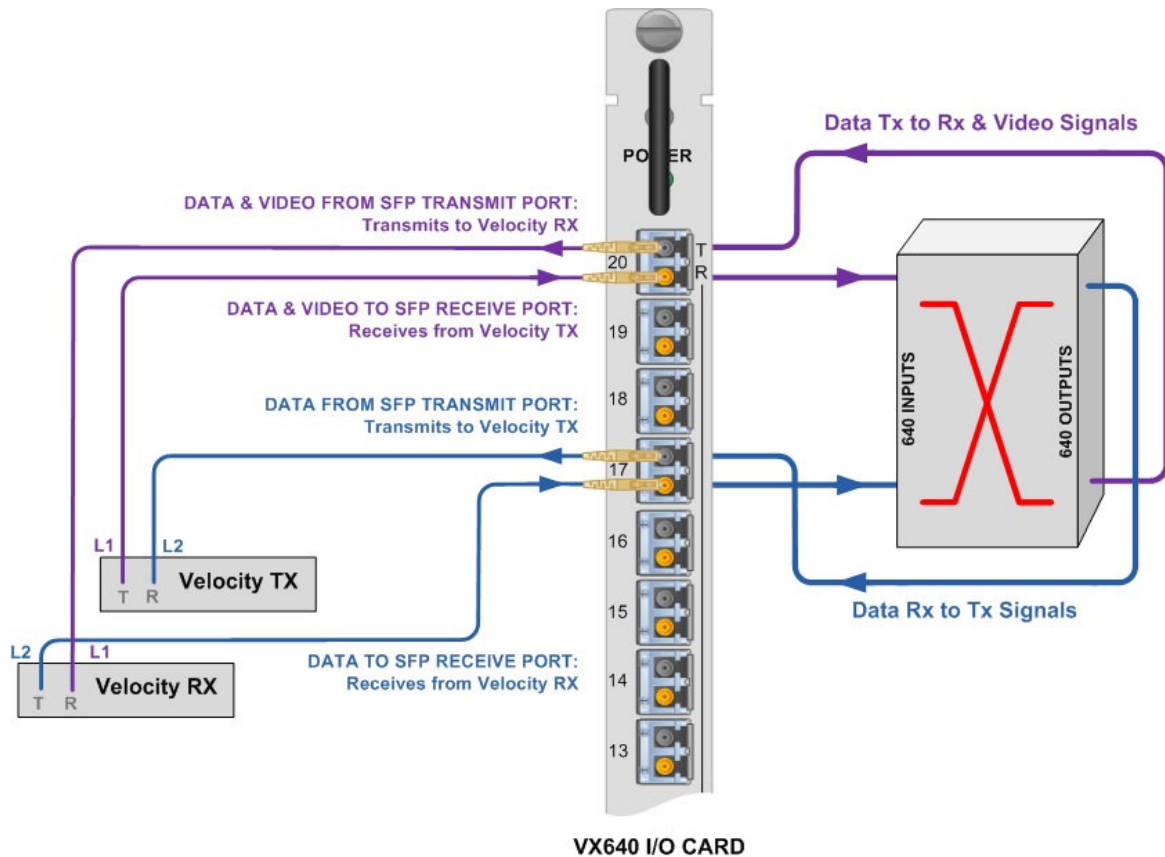 Data Tx to Rx & Video Signals
POWER
DATA & VIDEO FROM SFP TRANSMIT PORT:
Transmits to Velocity RX
T
20
R
DATA & VIDEO TO SFP RECEIVE PORT:
Receives from Velocity TX
19
18
DATA FROM SFP TRANSMIT PORT:
Transmits to Velocity TX
17
640 INPUTS
640 OUTPUTS
16
L1
L2
Velocity TX
T
R
15
Data Rx to Tx Signals
L2
L1
Velocity RX
T
R
DATA TO SFP RECEIVE PORT:
Receives from Velocity RX
14
13
VX640 I/O CARD